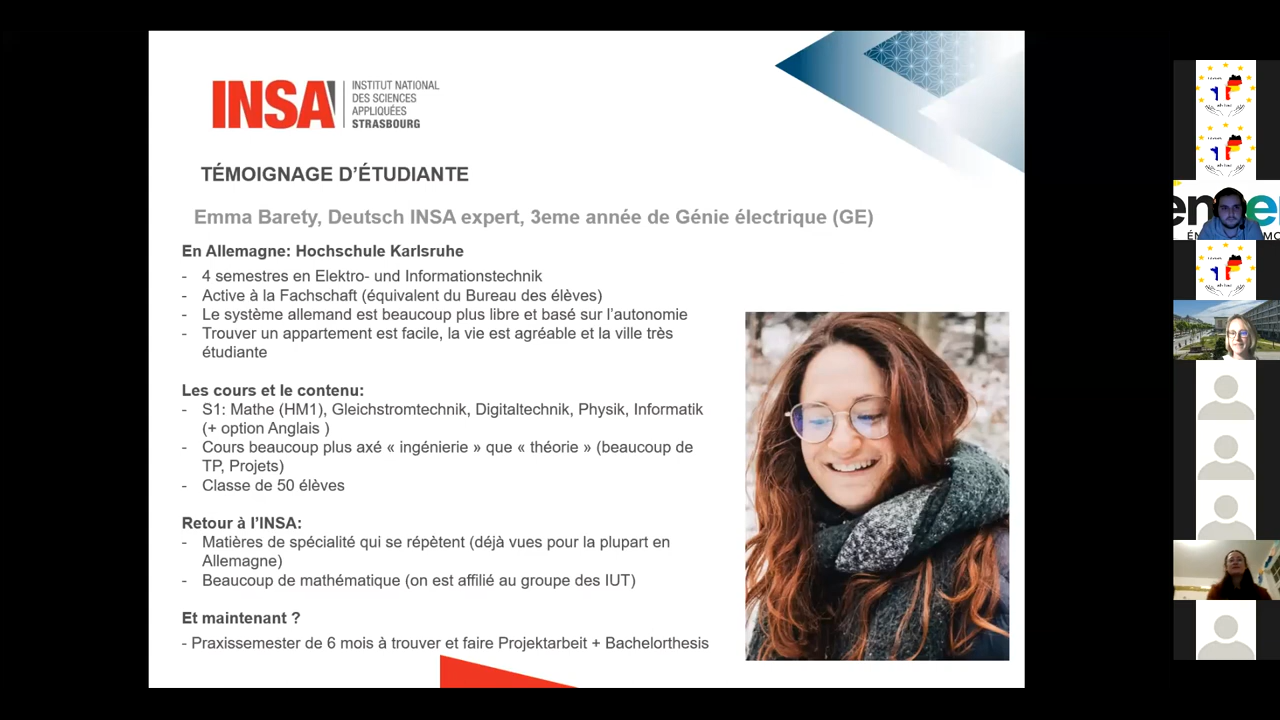 INSA
INSTITUT NATIONAL
DES SCIENCES
APPLIQUÉES
STRASBOURG
TÉMOIGNAGE D'ÉTUDIANTE
Emma Barety, Deutsch INSA expert, 3eme année de Génie électrique (GE)
En Allemagne: Hochschule Karlsruhe
- 4 semestres en Elektro- und Informationstechnik
- Active à la Fachschaft (équivalent du Bureau des élèves)
- Le système allemand est beaucoup plus libre et basé sur l'autonomie
- Trouver un appartement est facile, la vie est agréable et la ville très
étudiante
Les cours et le contenu:
- S1: Mathe (HM1), Gleichstromtechnik, Digitaltechnik, Physik, Informatik
(+ option Anglais )
- Cours beaucoup plus axé « ingénierie » que « théorie » (beaucoup de
TP, Projets)
- Classe de 50 élèves
Retour à l'INSA:
- Matières de spécialité qui se répètent (déjà vues pour la plupart en
Allemagne)
- Beaucoup de mathématique (on est affilié au groupe des IUT)
Et maintenant ?
- Praxissemester de 6 mois à trouver et faire Projektarbeit + Bachelorthesis